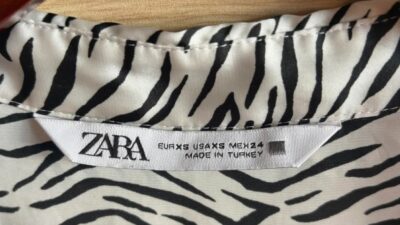 ZARA
EUR XS USA XS MEX 24
MADE IN TURKEY